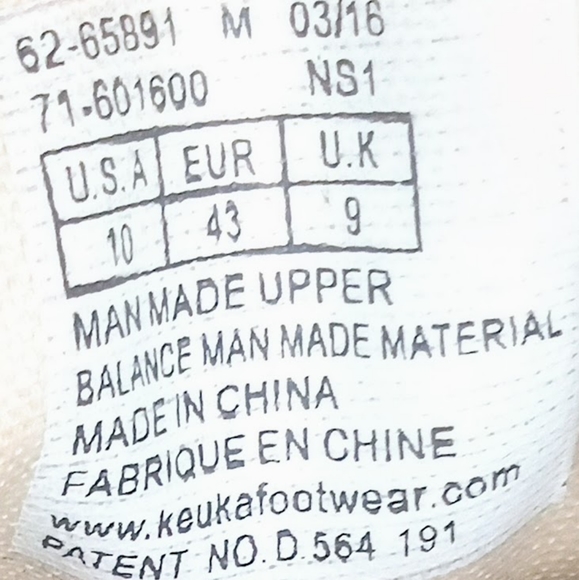 62-65891 M 03/16
71-601600 NS1
U.S.A EUR U.K
10 43 9
MAN MADE UPPER
BALANCE MAN MADE MATERIAL
MADE IN CHINA
FABRIQUE EN CHINE
www.keukafootwear.com
PATENT NO.D.564 191